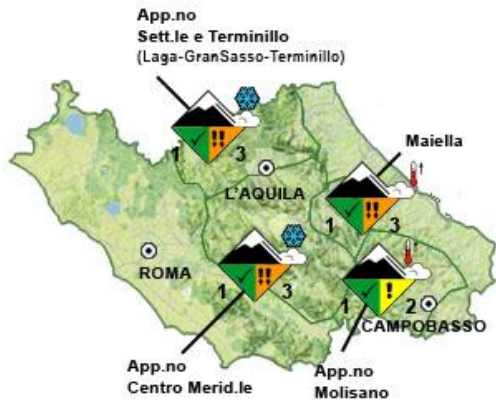 App.no
Sett.le e Terminillo
(Laga-GranSasso-Terminillo)
1 !! 3
Maiella
L'AQUILA
1 !! 3
ROMA
1 !! 3
1 ! 2
CAMPOBASSO
App.no
Centro Merid.le
App.no
Molisano